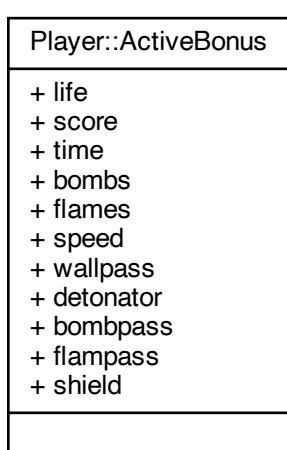 Player::ActiveBonus
+ life
+ score
+ time
+ bombs
+ flames
+ speed
+ wallpass
+ detonator
+ bombpass
+ flampass
+ shield